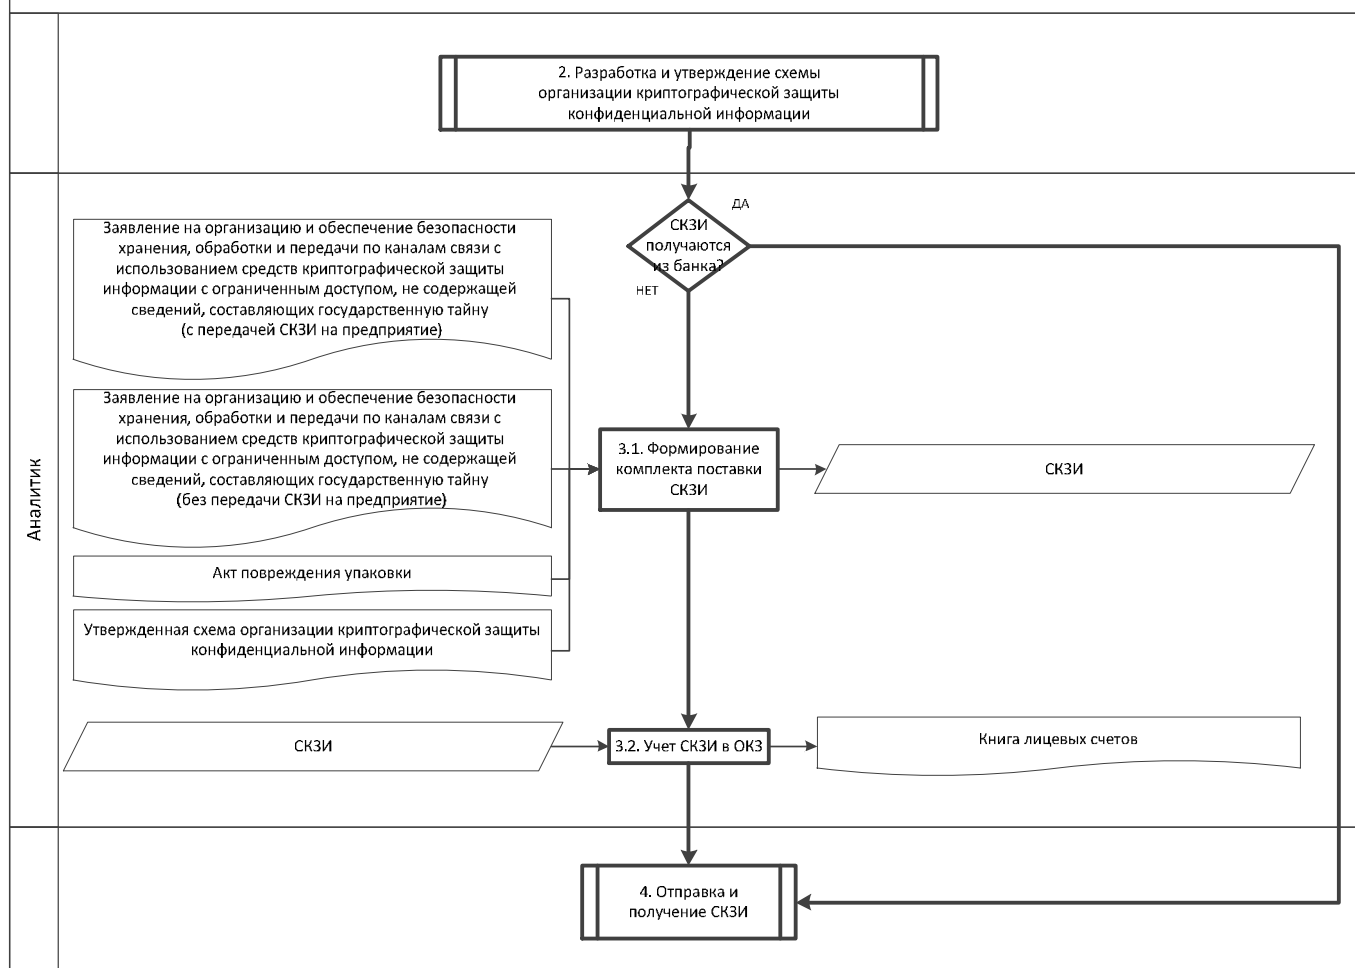 2. Разработка и утверждение схемы
организации криптографической защиты
конфиденциальной информации
ДА
СКЗИ
получаются
из банка?
НЕТ
Заявление на организацию и обеспечение безопасности
хранения, обработки и передачи по каналам связи с
использованием средств криптографической защиты
информации с ограниченным доступом, не содержащей
сведений, составляющих государственную тайну
(с передачей СКЗИ на предприятие)
Заявление на организацию и обеспечение безопасности
хранения, обработки и передачи по каналам связи с
использованием средств криптографической защиты
информации с ограниченным доступом, не содержащей
сведений, составляющих государственную тайну
(без передачи СКЗИ на предприятие)
3.1. Формирование
комплекта поставки
СКЗИ
СКЗИ
Аналитик
Акт повреждения упаковки
Утвержденная схема организации криптографической защиты
конфиденциальной информации
СКЗИ
3.2. Учет СКЗИ в ОКЗ
Книга лицевых счетов
4. Отправка и
получение СКЗИ